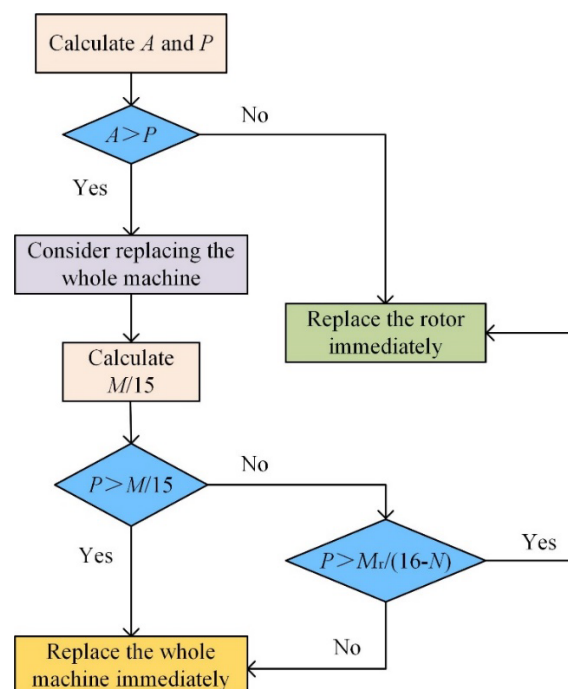 Calculate A and P
A＞P
No
Yes
Consider replacing the
whole machine
Replace the rotor
immediately
Calculate
M/15
P＞M/15
No
Yes
P＞Mr/(16-N)
Yes
No
Replace the whole
machine immediately